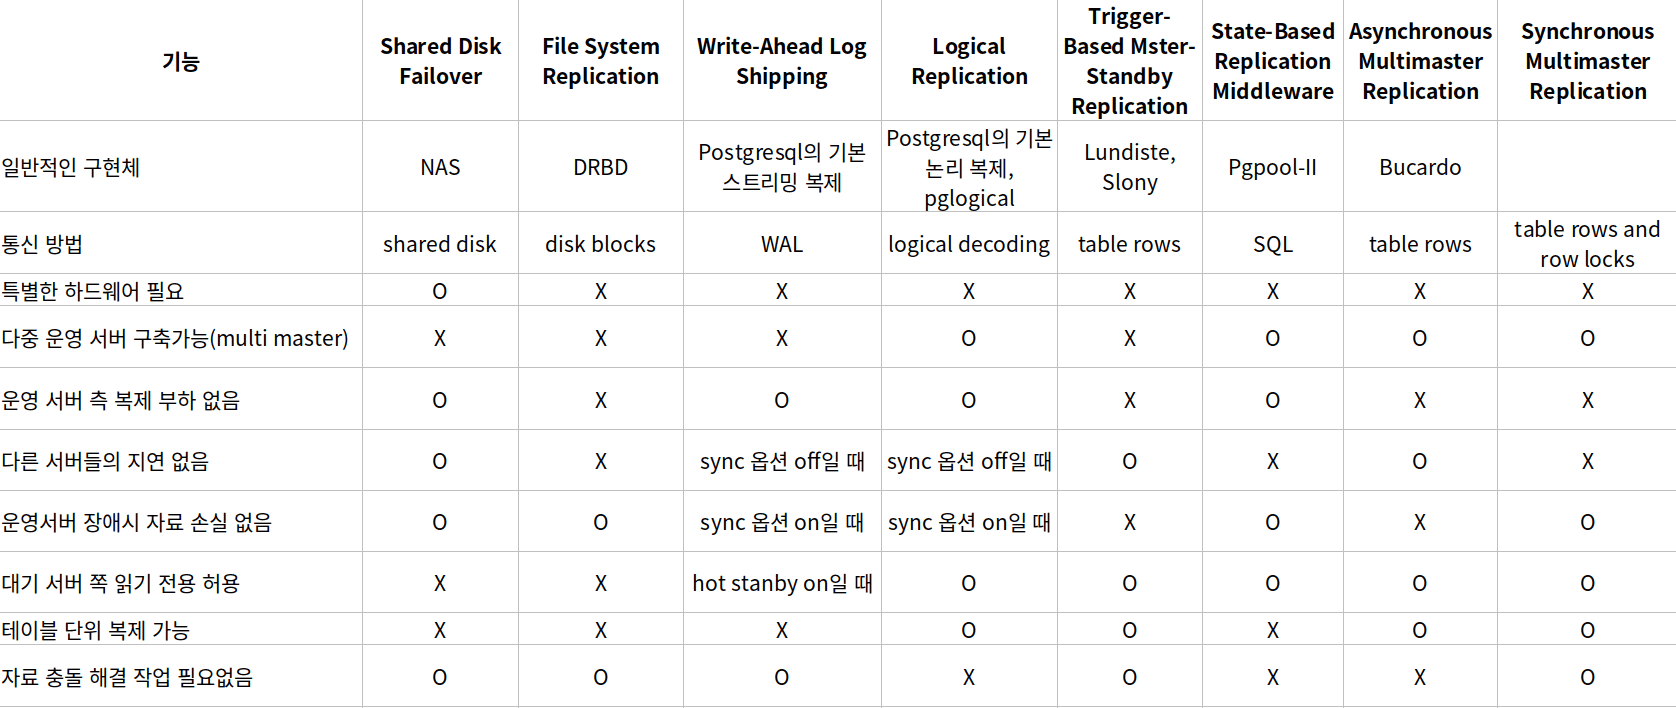 기능 Shared Disk Failover File System Replication Write-Ahead Log Shipping Logical Replication Trigger-Based Mster-Standby Replication State-Based Replication Middleware Asynchronous Multimaster Replication Synchronous Multimaster Replication
일반적인 구현체 NAS DRBD Postgresql의 기본 스트리밍 복제 Postgresql의 기본 논리 복제, pglogical Lundiste, Slony Pgpool-II Bucardo
통신 방법 shared disk disk blocks WAL logical decoding table rows SQL table rows table rows and row locks
특별한 하드웨어 필요 O X X X X X X X
다중 운영 서버 구축가능(multi master) X X X O X O O O
운영 서버 측 복제 부하 없음 O X O O X O X X
다른 서버들의 지연 없음 O X sync 옵션 off일 때 sync 옵션 off일 때 O X O X
운영서버 장애시 자료 손실 없음 O O sync 옵션 on일 때 sync 옵션 on일 때 X O X O
대기 서버 쪽 읽기 전용 허용 X X hot stanby on일 때 O O O O O
테이블 단위 복제 가능 X X X O O X O O
자료 충돌 해결 작업 필요없음 O O O X O X X O